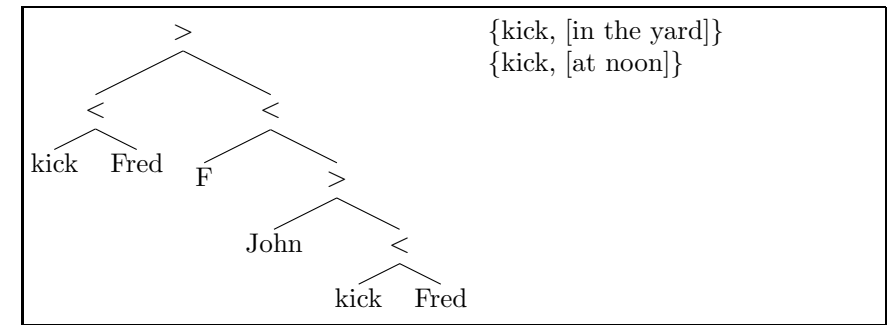 >
{kick, [in the yard]}
{kick, [at noon]}
< <
kick Fred F >
John <
kick Fred